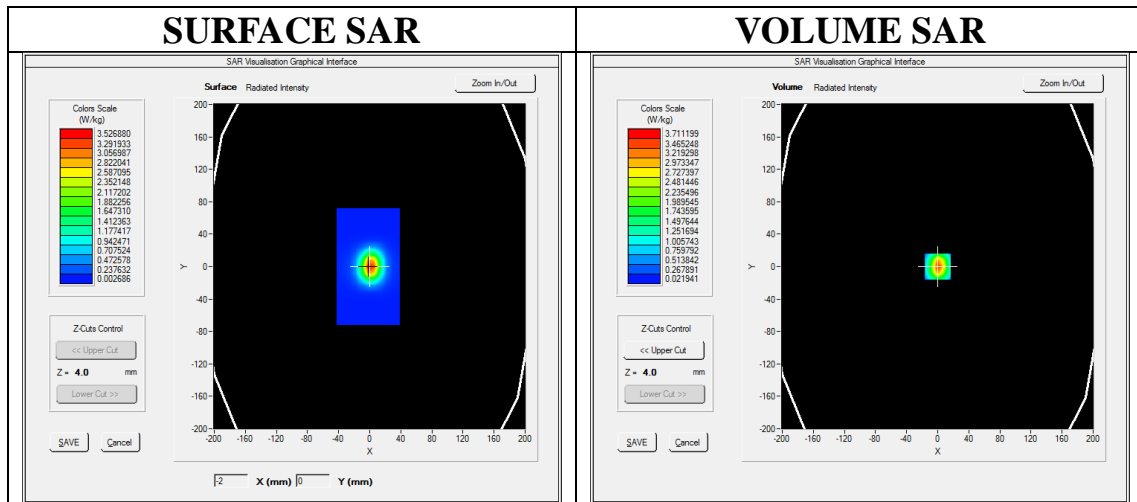 SURFACE SAR
SAR Visualisation Graphical Interface
Surface Radiated Intensity
Zoom In/Out
Colors Scale
(W/kg)
3.526880
3.291933
3.056987
2.822041
2.587095
2.352148
2.117202
1.882256
1.647310
1.412363
1.177417
0.942471
0.707524
0.472578
0.237632
0.002686
Z-Cuts Control
<< Upper Cut
Z = 4.0 mm
Lower Cut >>
SAVE Cancel
200
160
120
80
40
0
-40
-80
-120
-160
-200
Y
-200 -160 -120 -80 -40 0 40 80 120 160 200
X
-2 X (mm) 0 Y (mm)
VOLUME SAR
SAR Visualisation Graphical Interface
Volume Radiated Intensity
Zoom In/Out
Colors Scale
(W/kg)
3.711199
3.465248
3.219298
2.973347
2.727397
2.481446
2.235496
1.989545
1.743595
1.497644
1.251694
1.005743
0.759792
0.513842
0.267891
0.021941
Z-Cuts Control
<< Upper Cut
Z = 4.0 mm
Lower Cut >>
SAVE Cancel
200
160
120
80
40
0
-40
-80
-120
-160
-200
Y
-200 -160 -120 -80 -40 0 40 80 120 160 200
X